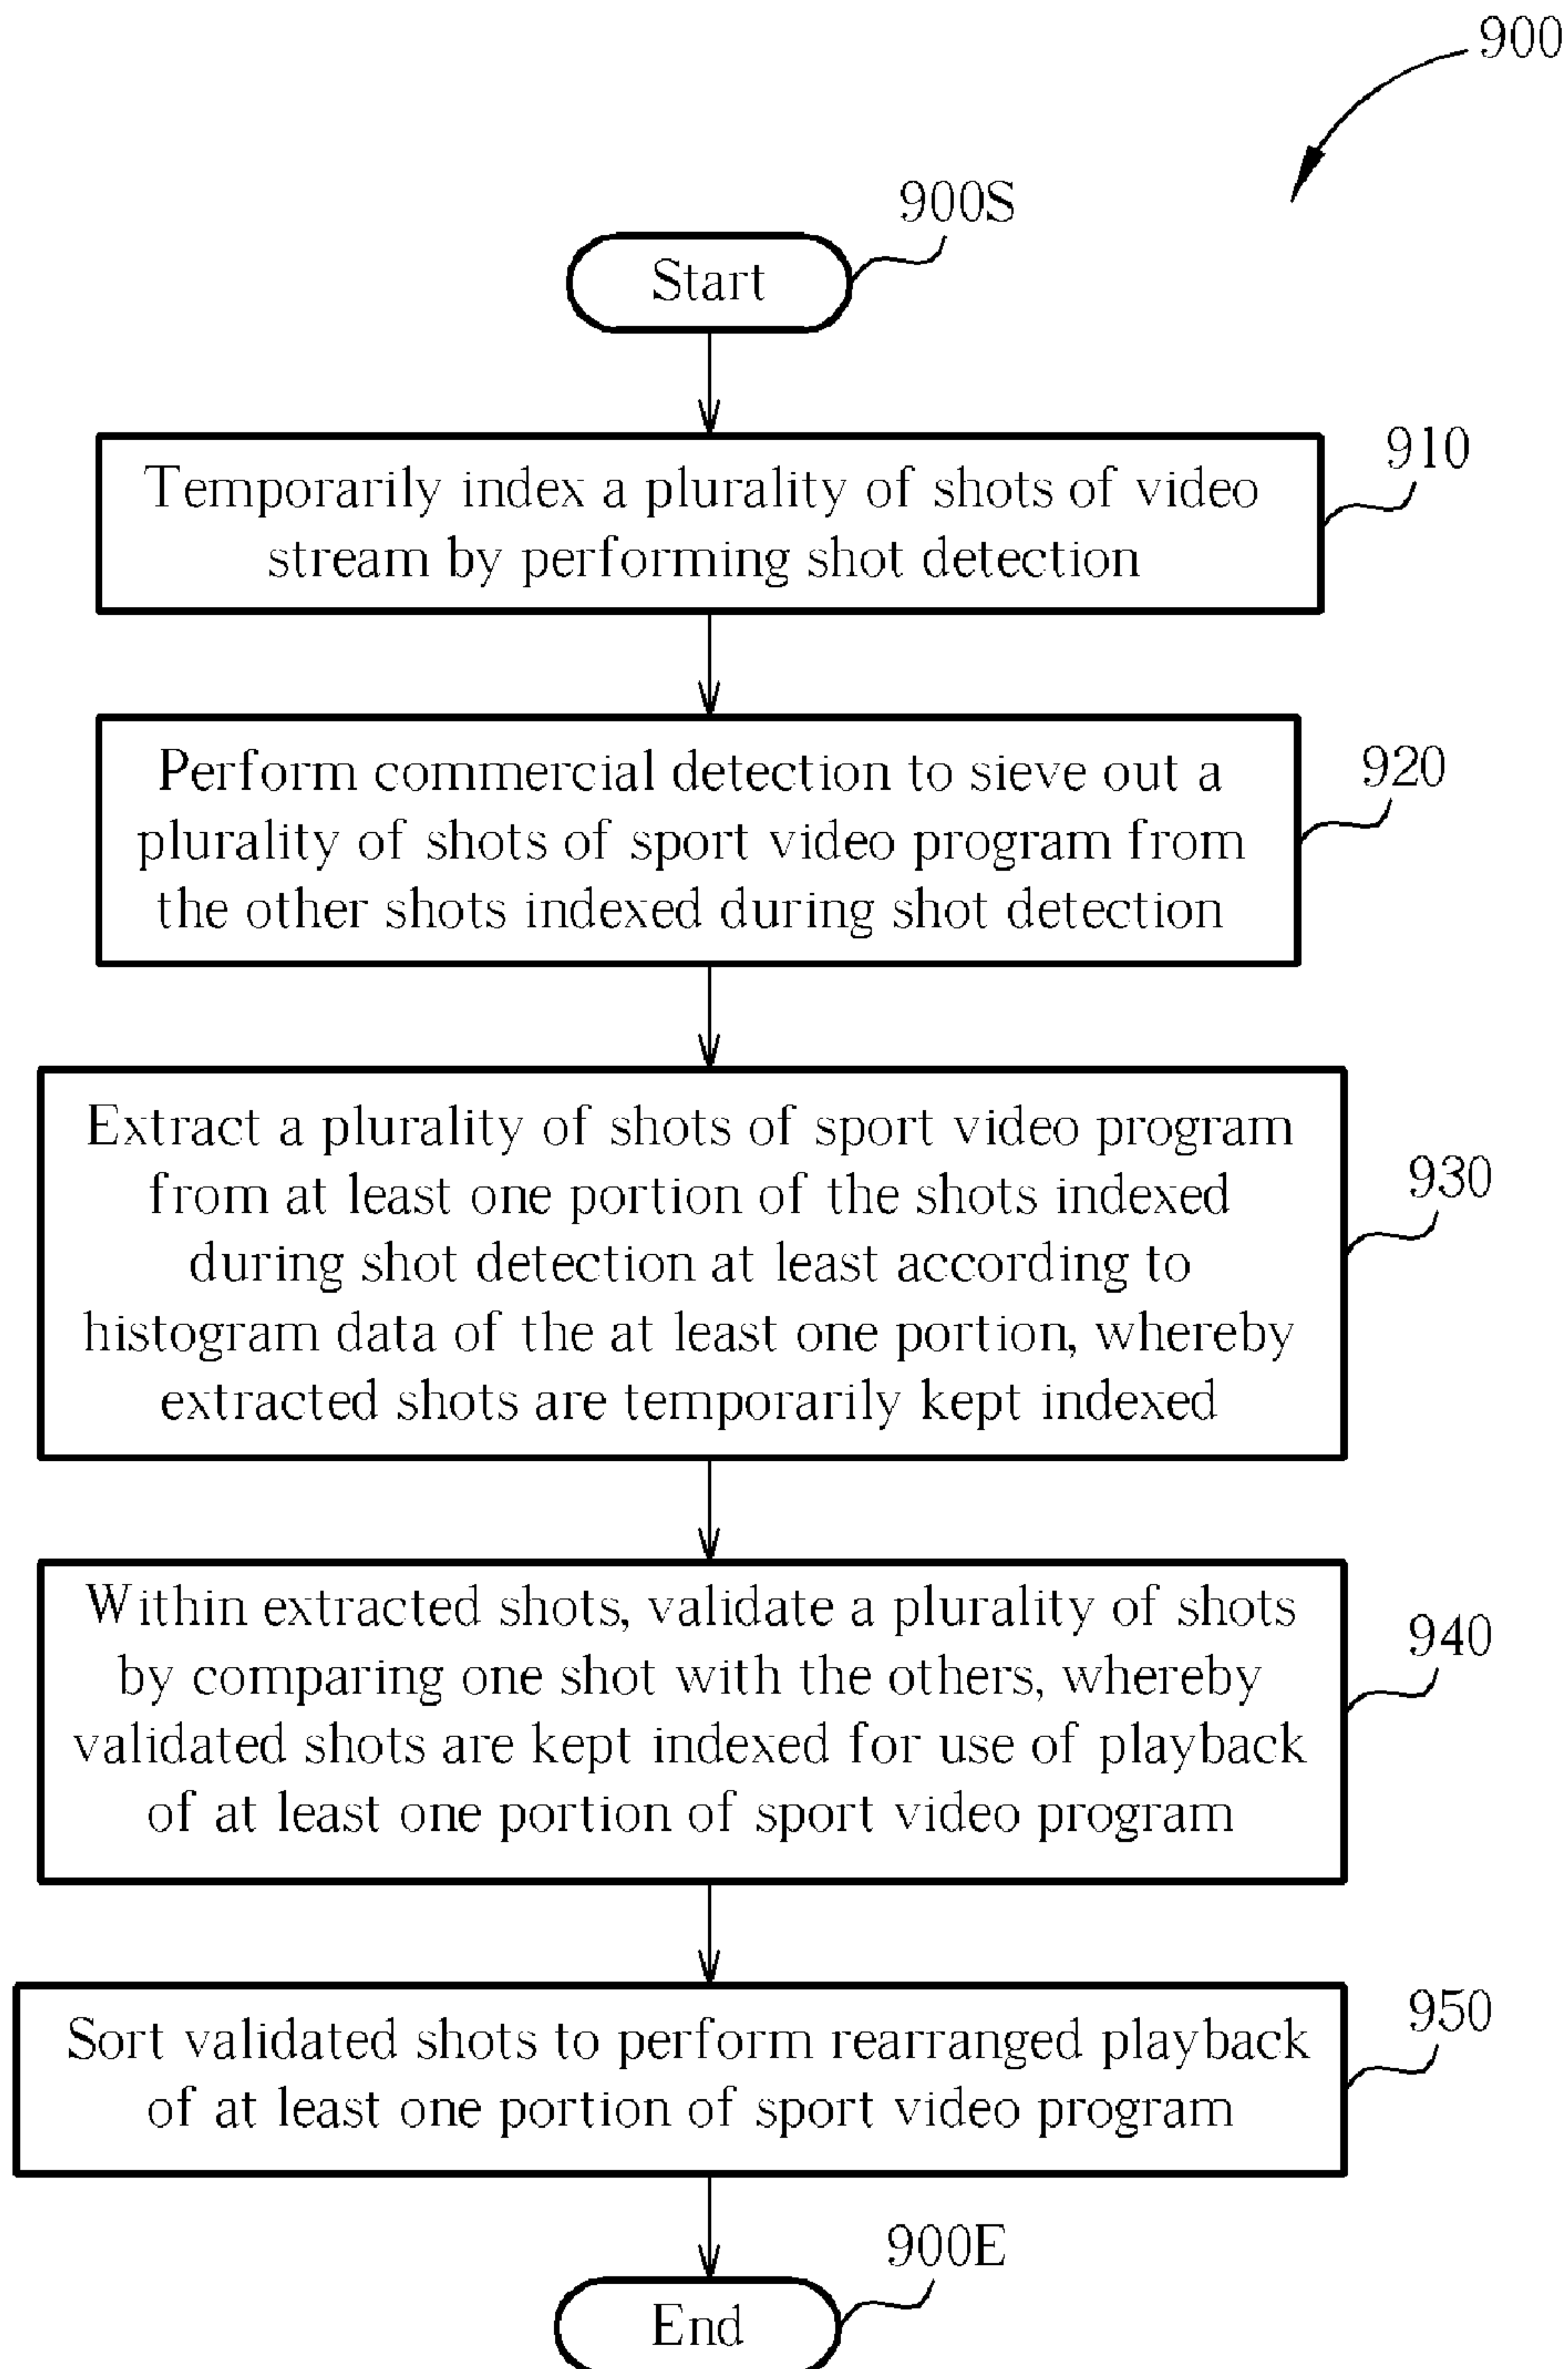 900
900S
Start
910
Temporarily index a plurality of shots of video
stream by performing shot detection
920
Perform commercial detection to sieve out a
plurality of shots of sport video program from
the other shots indexed during shot detection
930
Extract a plurality of shots of sport video program
from at least one portion of the shots indexed
during shot detection at least according to
histogram data of the at least one portion, whereby
extracted shots are temporarily kept indexed
940
Within extracted shots, validate a plurality of shots
by comparing one shot with the others, whereby
validated shots are kept indexed for use of playback
of at least one portion of sport video program
950
Sort validated shots to perform rearranged playback
of at least one portion of sport video program
900E
End